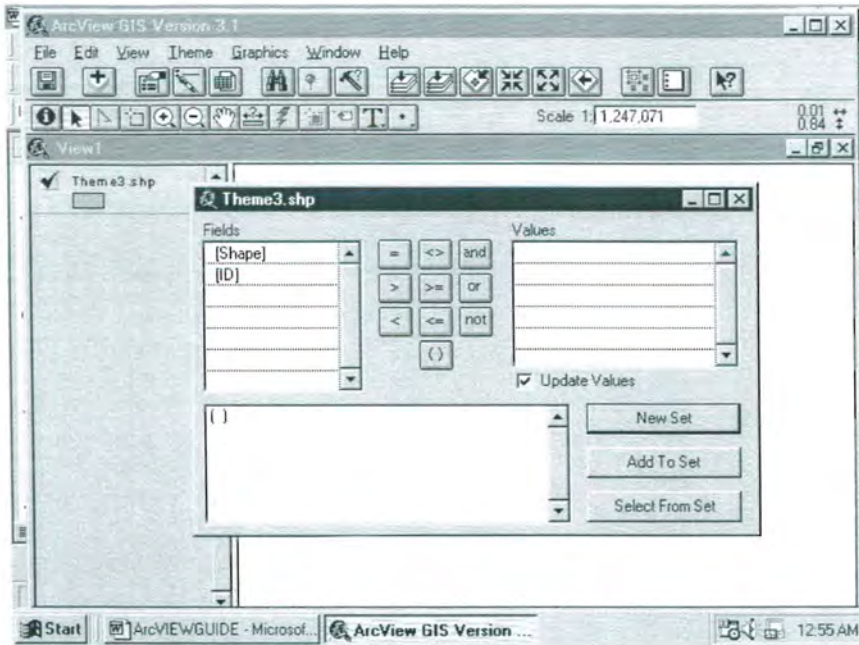 ArcView GIS Version 3.1
File Edit View Theme Graphics Window Help
Scale 1: 1,247,071
0.01
0.84
View1
Theme3.shp
Theme3.shp
Fields
Values
[Shape]
[ID]
= <> and
> >= or
< <= not
( )
Update Values
( )
New Set
Add To Set
Select From Set
Start
ArcVIEWGUIDE - Microsof...
ArcView GIS Version ...
12:55 AM